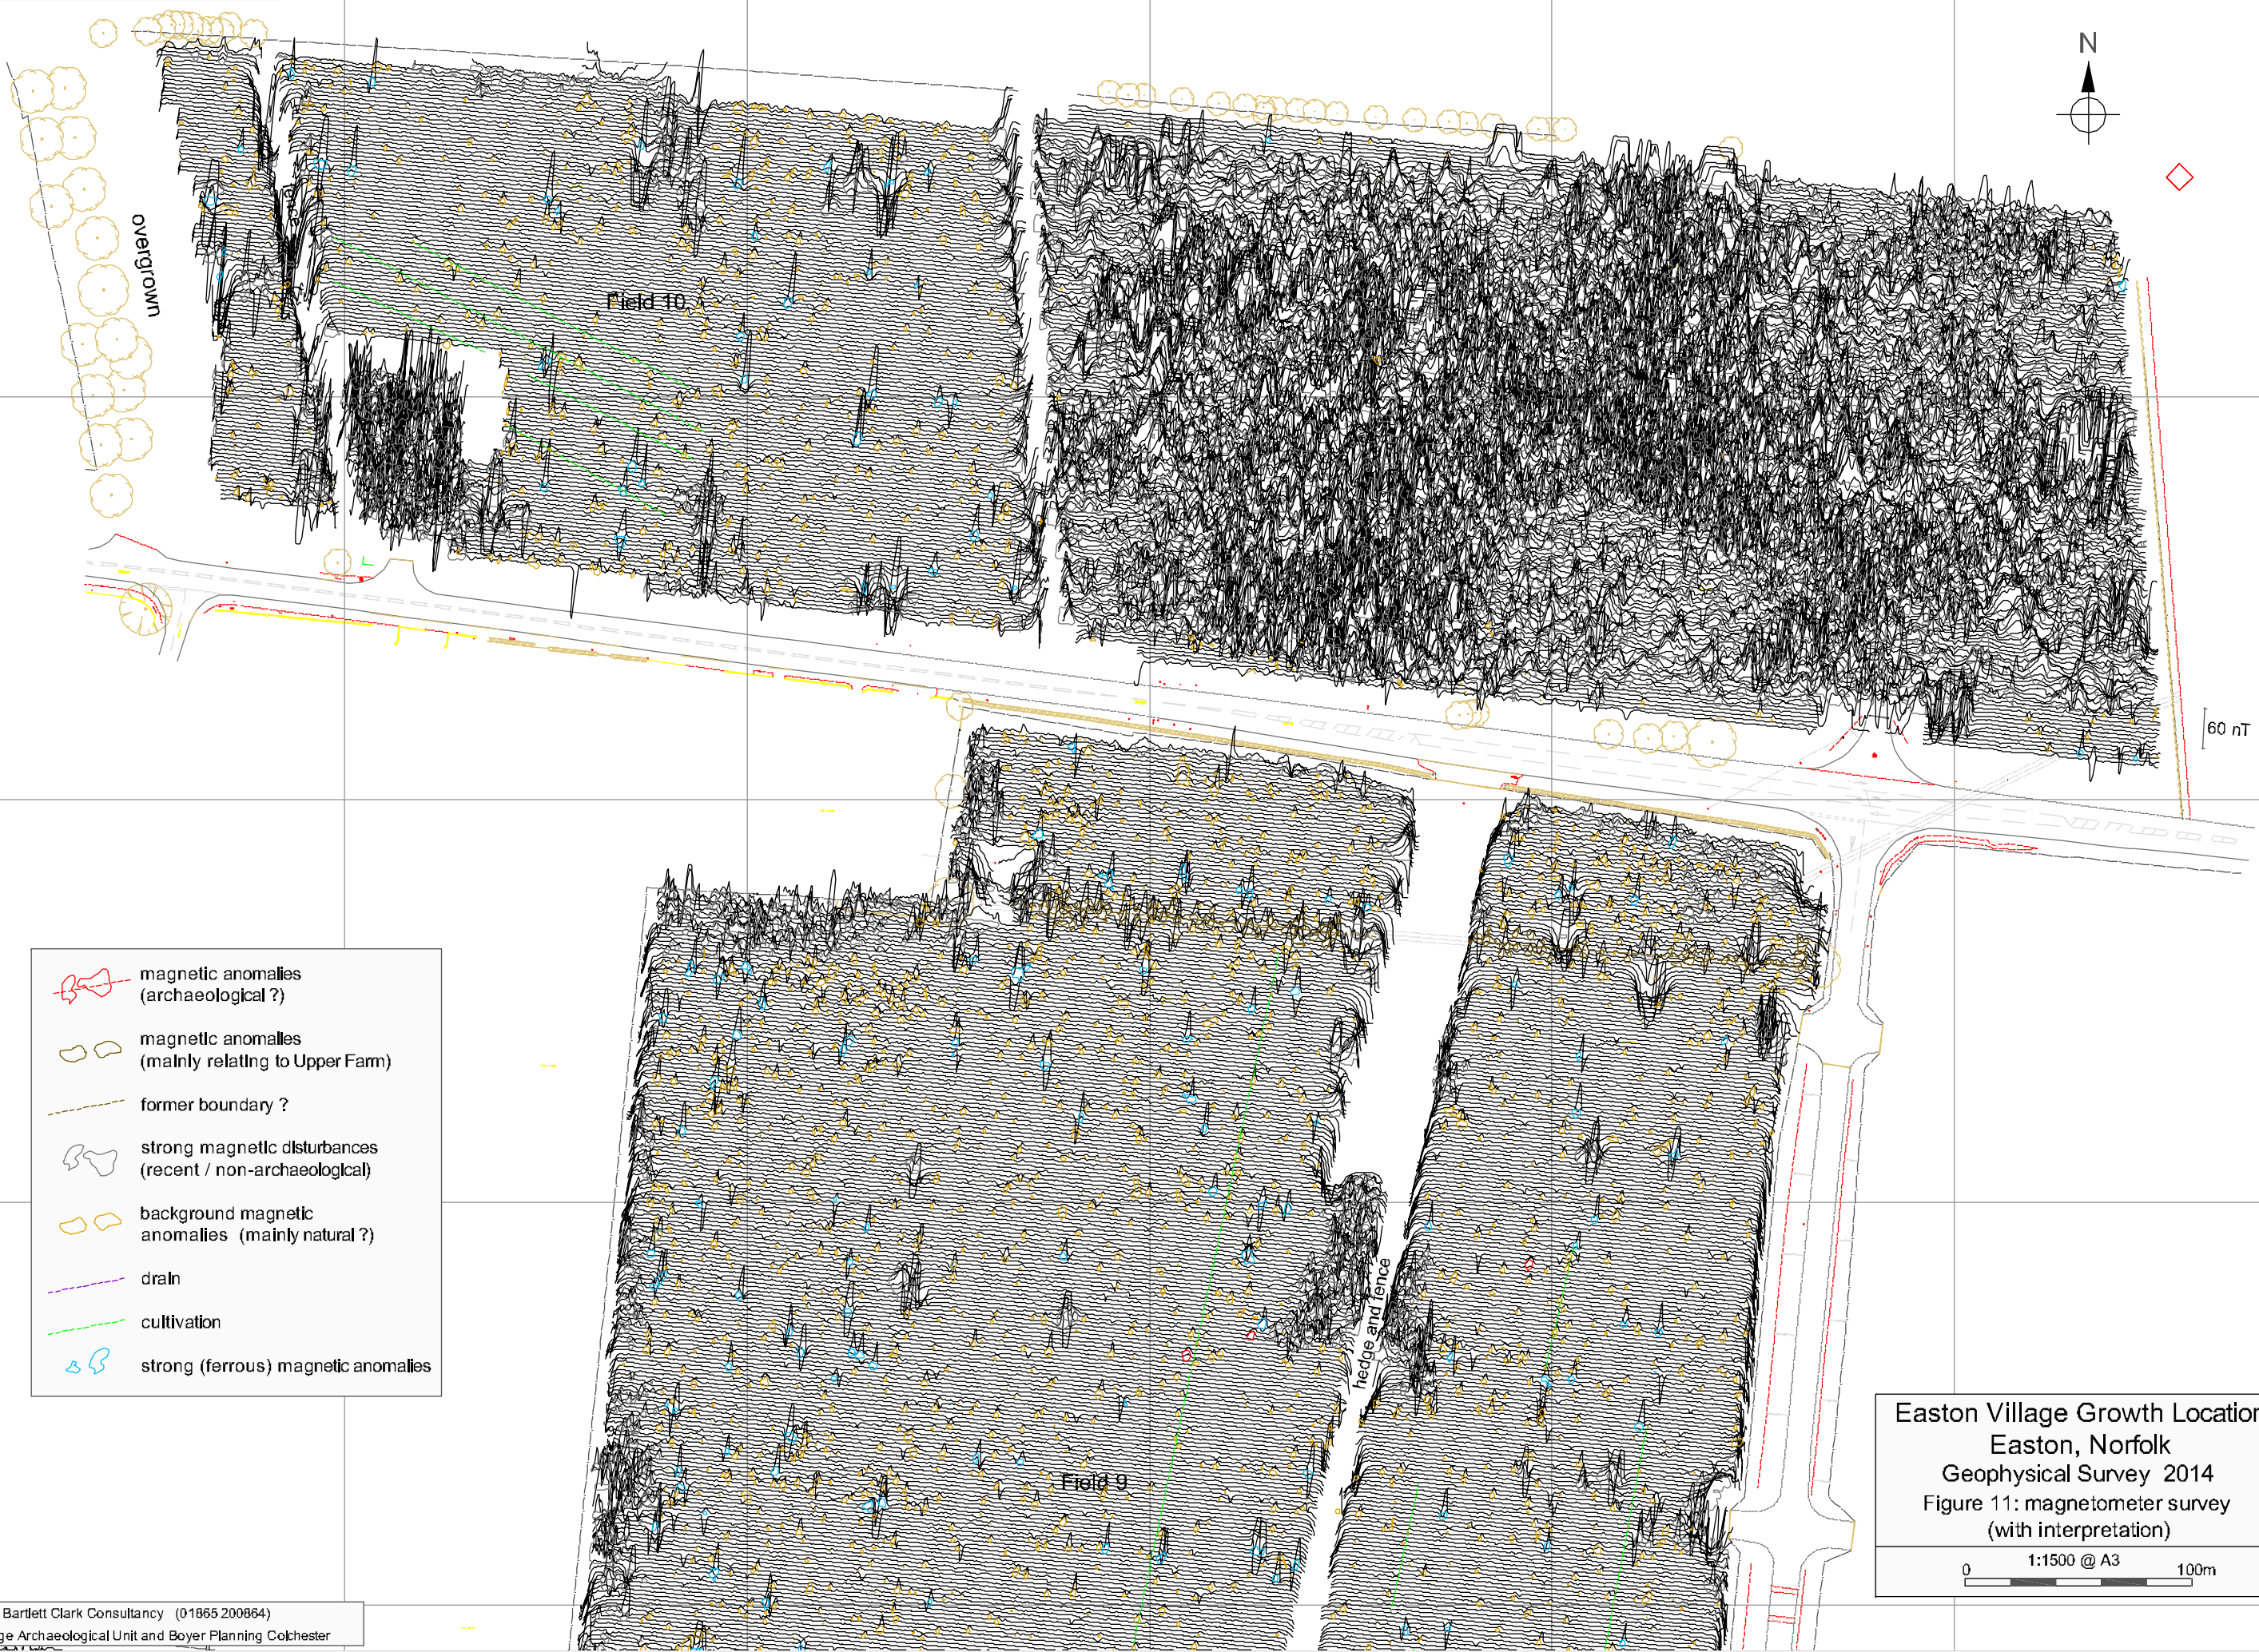 N
overgrown
Field 10
60 nT
magnetic anomalies
(archaeological ?)
magnetic anomalies
(mainly relating to Upper Farm)
former boundary ?
strong magnetic disturbances
(recent / non-archaeological)
background magnetic
anomalies (mainly natural ?)
drain
cultivation
strong (ferrous) magnetic anomalies
hedge and fence
Field 9
Easton Village Growth Location
Easton, Norfolk
Geophysical Survey 2014
Figure 11: magnetometer survey
(with interpretation)
1:1500 @ A3
0 100m
Bartlett Clark Consultancy (01865 200864)
ge Archaeological Unit and Boyer Planning Colchester